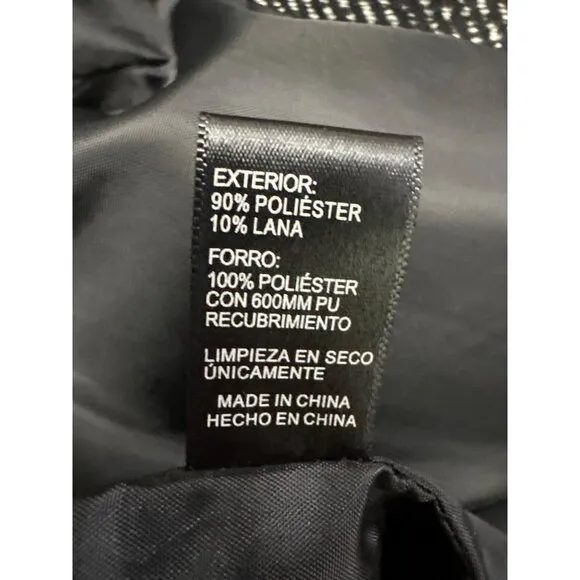 EXTERIOR:
90% POLIÉSTER
10% LANA
FORRO:
100% POLIÉSTER
CON 600MM PU
RECUBRIMIENTO
LIMPIEZA EN SECO
ÚNICAMENTE
MADE IN CHINA
HECHO EN CHINA